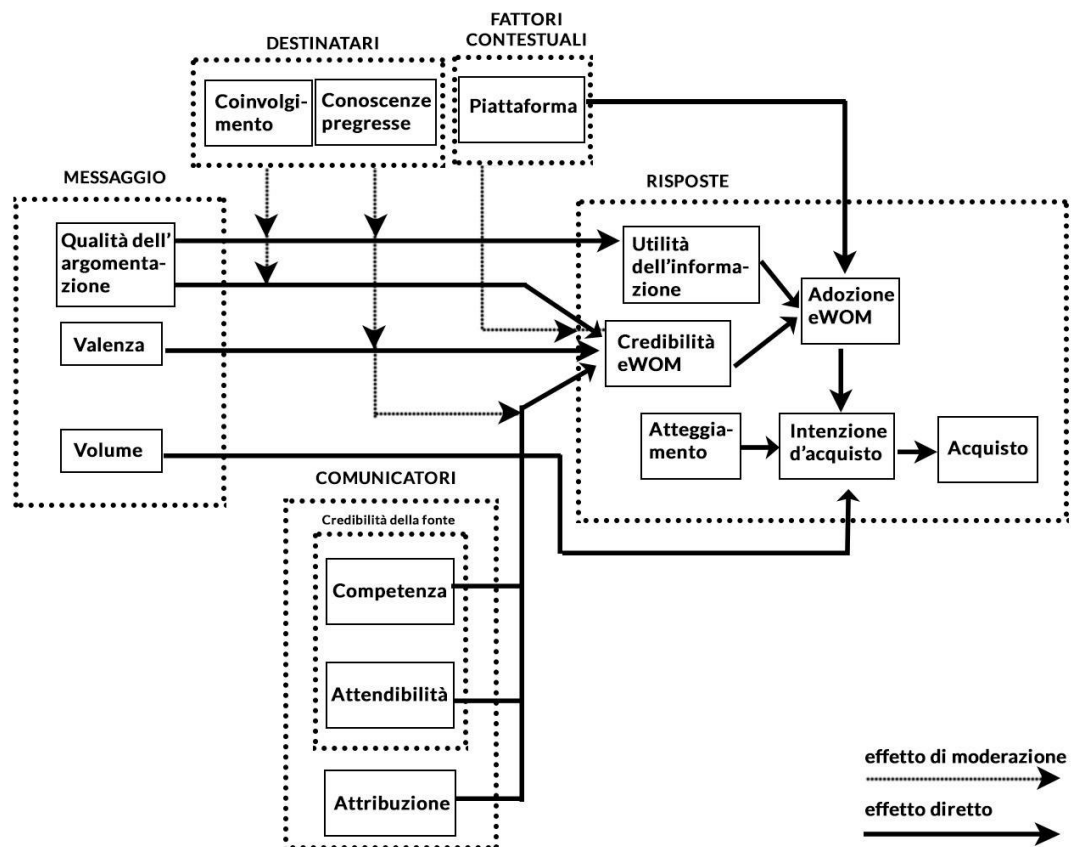 FATTORI
CONTESTUALI
DESTINATARI
Coinvolgi-
mento
Conoscenze
pregresse
Piattaforma
MESSAGGIO
RISPOSTE
Qualità dell'
argomenta-
zione
Utilità
dell'informa-
zione
Adozione
eWOM
Valenza
Credibilità
eWOM
Volume
Atteggia-
mento
Intenzione
d'acquisto
Acquisto
COMUNICATORI
Credibilità della fonte
Competenza
Attendibilità
Attribuzione
effetto di moderazione
effetto diretto